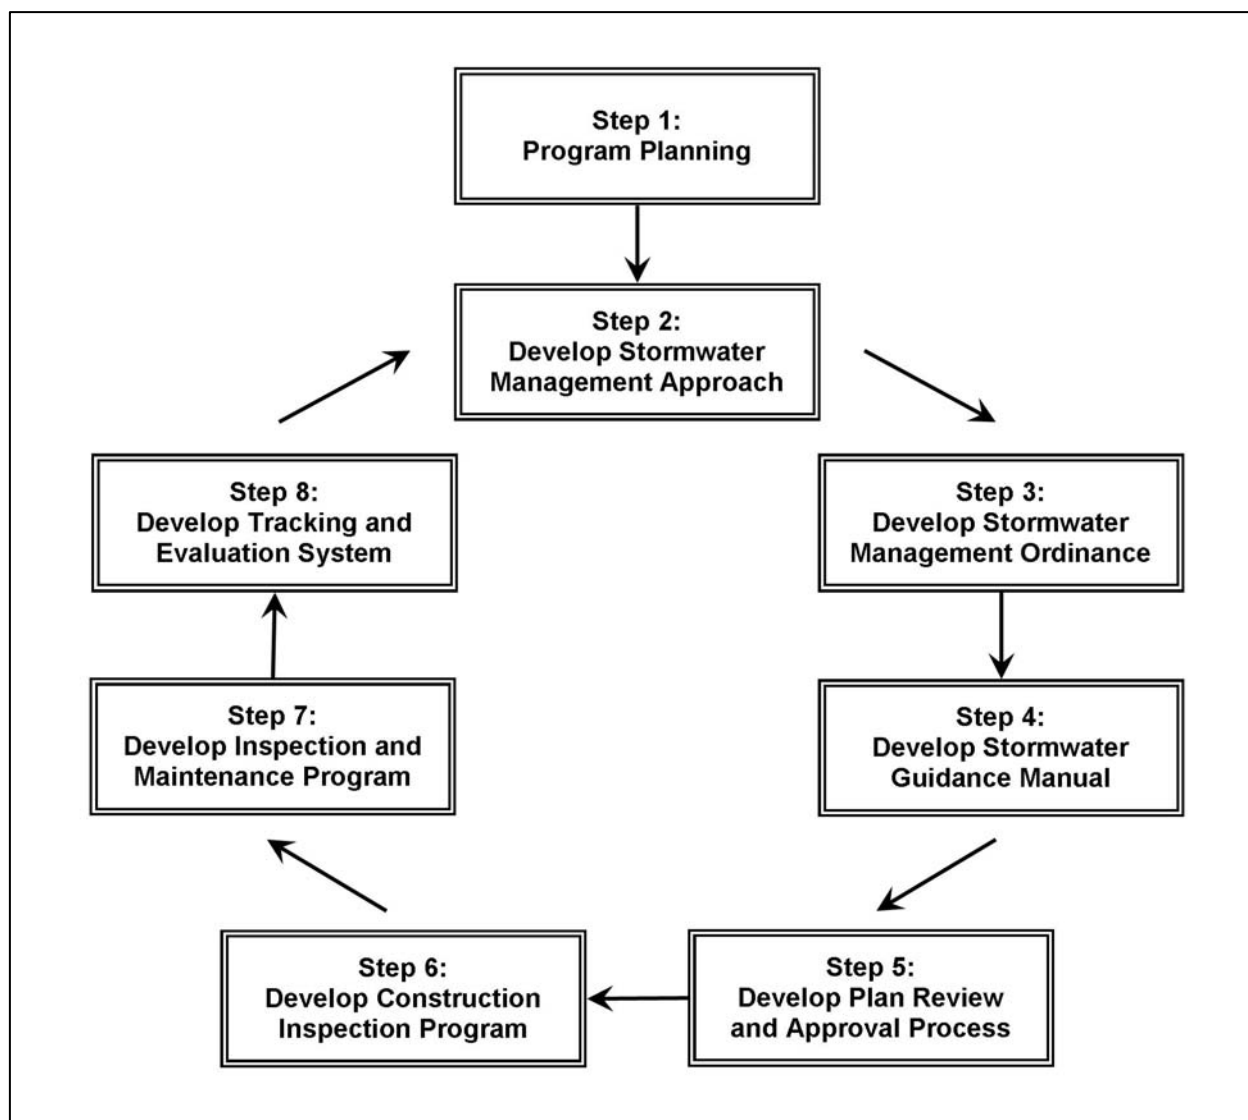 Step 1:
Program Planning
Step 2:
Develop Stormwater
Management Approach
Step 3:
Develop Stormwater
Management Ordinance
Step 4:
Develop Stormwater
Guidance Manual
Step 5:
Develop Plan Review
and Approval Process
Step 6:
Develop Construction
Inspection Program
Step 7:
Develop Inspection and
Maintenance Program
Step 8:
Develop Tracking and
Evaluation System